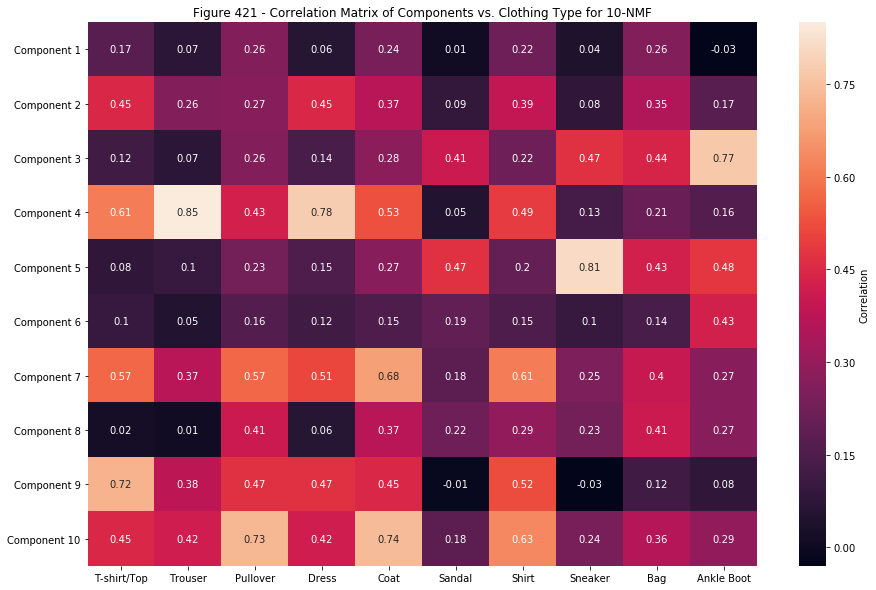 Figure 421 - Correlation Matrix of Components vs. Clothing Type for 10-NMF
Component 1 0.17 0.07 0.26 0.06 0.24 0.01 0.22 0.04 0.26 -0.03
Component 2 0.45 0.26 0.27 0.45 0.37 0.09 0.39 0.08 0.35 0.17
Component 3 0.12 0.07 0.26 0.14 0.28 0.41 0.22 0.47 0.44 0.77
Component 4 0.61 0.85 0.43 0.78 0.53 0.05 0.49 0.13 0.21 0.16
Component 5 0.08 0.1 0.23 0.15 0.27 0.47 0.2 0.81 0.43 0.48
Component 6 0.1 0.05 0.16 0.12 0.15 0.19 0.15 0.1 0.14 0.43
Component 7 0.57 0.37 0.57 0.51 0.68 0.18 0.61 0.25 0.4 0.27
Component 8 0.02 0.01 0.41 0.06 0.37 0.22 0.29 0.23 0.41 0.27
Component 9 0.72 0.38 0.47 0.47 0.45 -0.01 0.52 -0.03 0.12 0.08
Component 10 0.45 0.42 0.73 0.42 0.74 0.18 0.63 0.24 0.36 0.29
T-shirt/Top Trouser Pullover Dress Coat Sandal Shirt Sneaker Bag Ankle Boot
0.75
0.60
0.45
0.30
0.15
0.00
Correlation